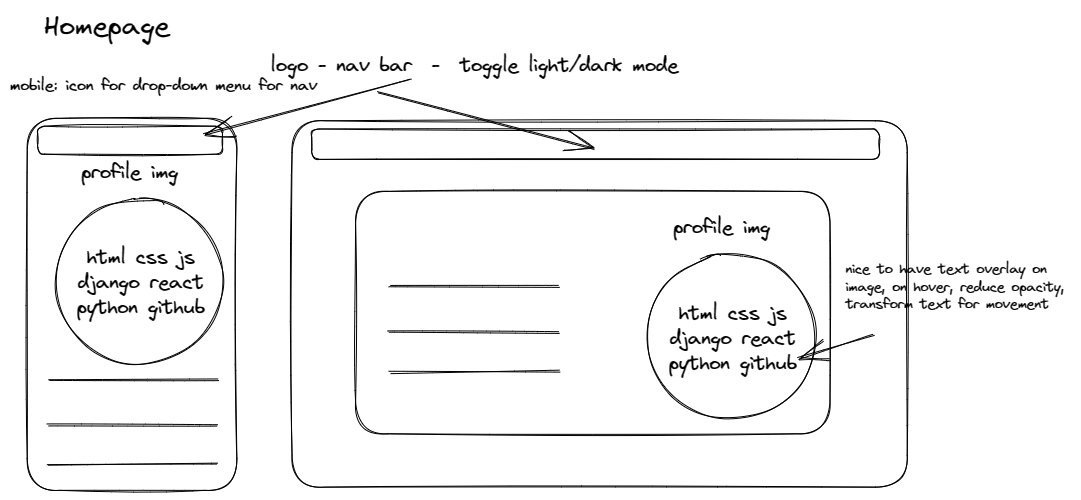 Homepage
logo - nav bar - toggle light/dark mode
mobile: icon for drop-down menu for nav
profile img
html css js
django react
python github
profile img
html css js
django react
python github
nice to have text overlay on
image, on hover, reduce opacity,
transform text for movement